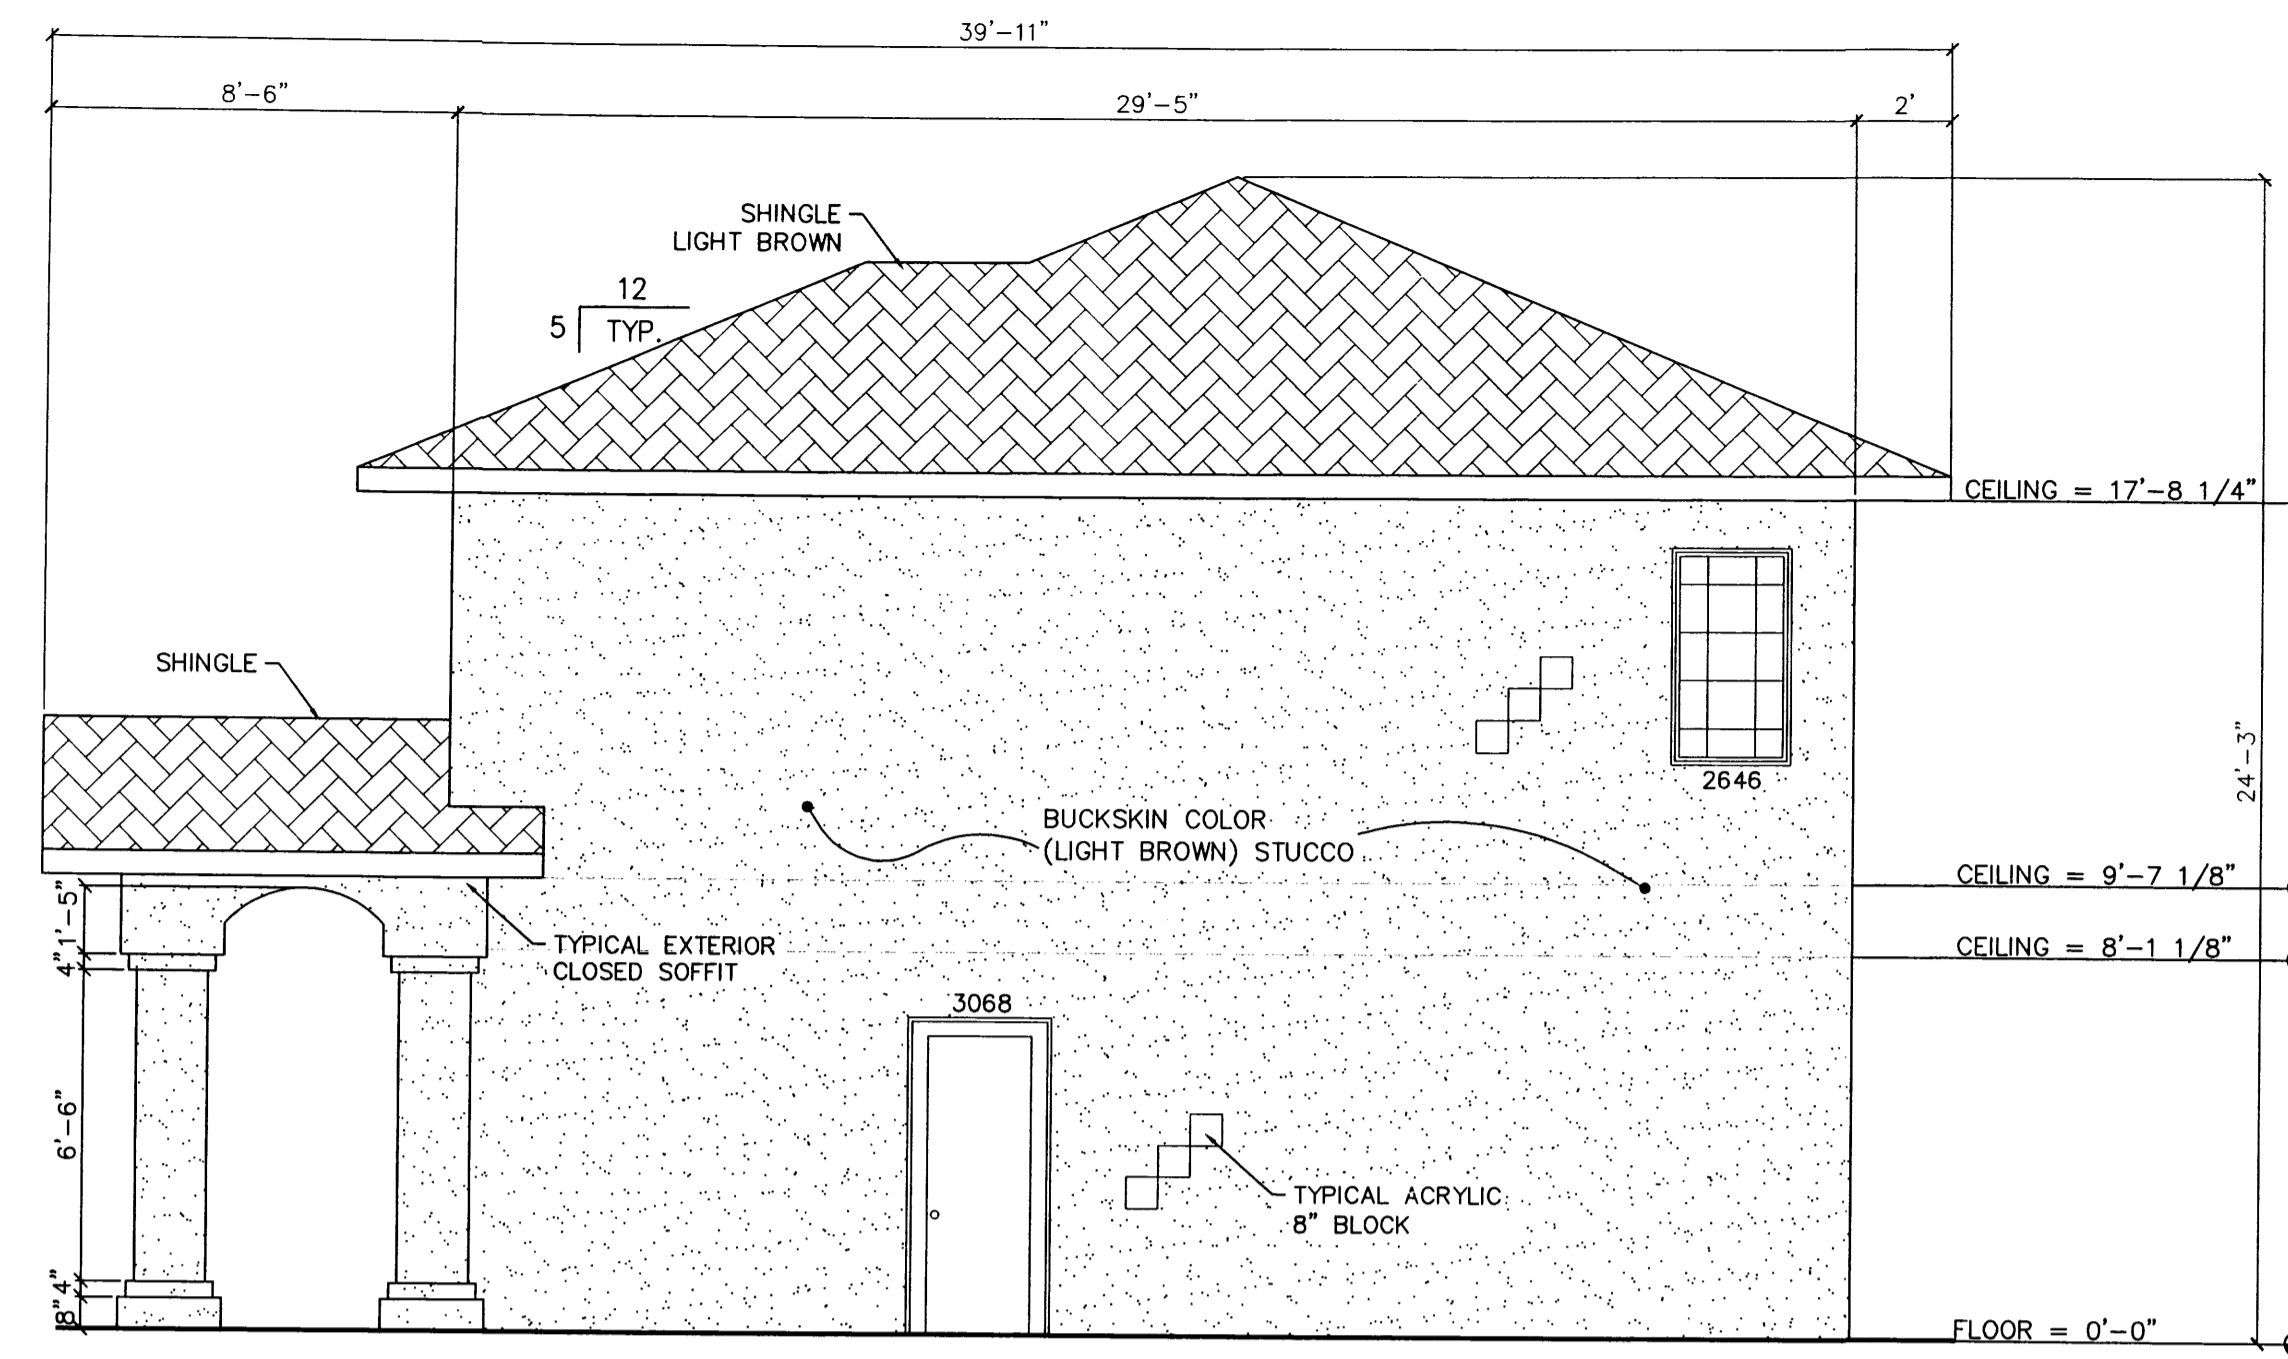 39'-11"
8'-6"
29'-5"
2'
SHINGLE
LIGHT BROWN
12
5
TYP.
CEILING = 17'-8 1/4"
SHINGLE
2646
24'-3"
BUCKSKIN COLOR
(LIGHT BROWN) STUCCO
CEILING = 9'-7 1/8"
1'-5"
TYPICAL EXTERIOR
CLOSED SOFFIT
CEILING = 8'-1 1/8"
4"
3068
6'-6"
TYPICAL ACRYLIC
8" BLOCK
4"
8"
FLOOR = 0'-0"